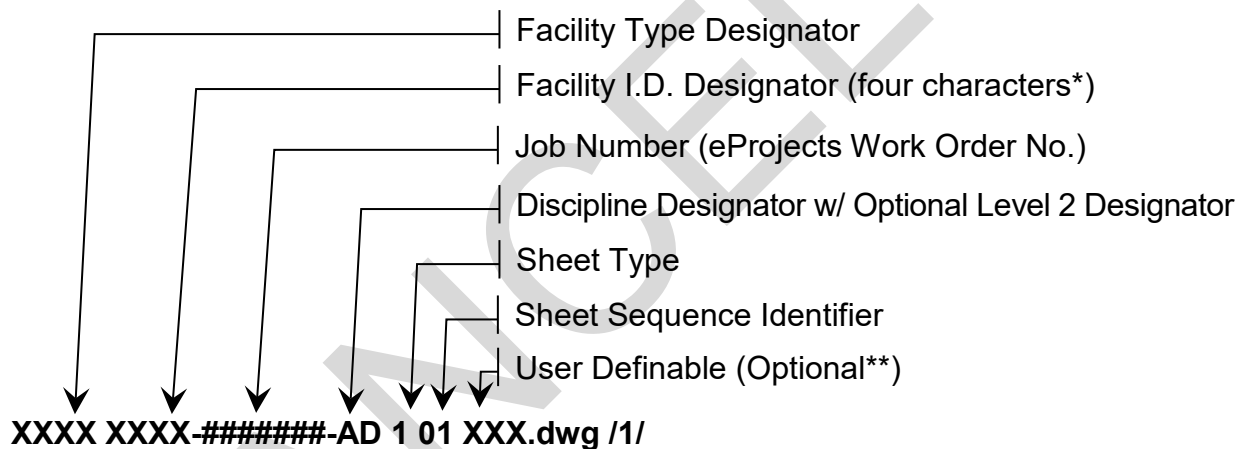 Facility Type Designator
Facility I.D. Designator (four characters*)
Job Number (eProjects Work Order No.)
Discipline Designator w/ Optional Level 2 Designator
Sheet Type
Sheet Sequence Identifier
User Definable (Optional**)
XXXX XXXX-#######-AD 1 01 XXX.dwg /1/
NCEL